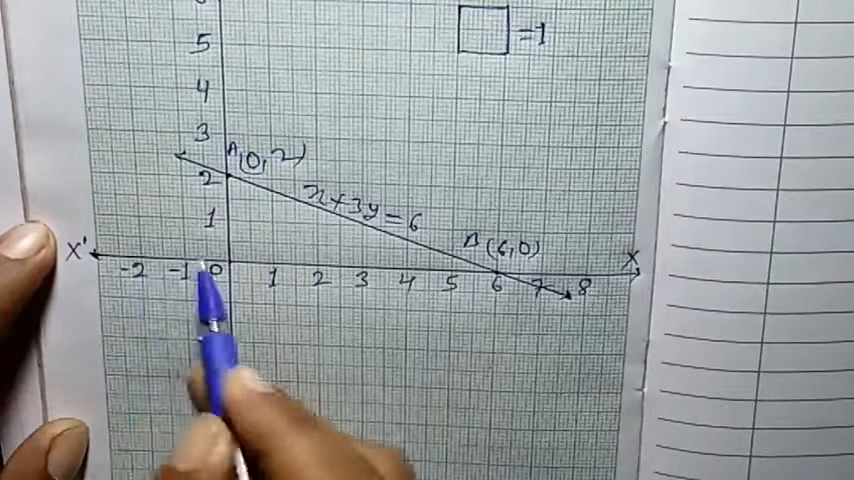 5
□=1
4
3
A(0,2)
2
x+3y=6
1
B(6,0)
X'
X
-2 -1 0 1 2 3 4 5 6 7 8